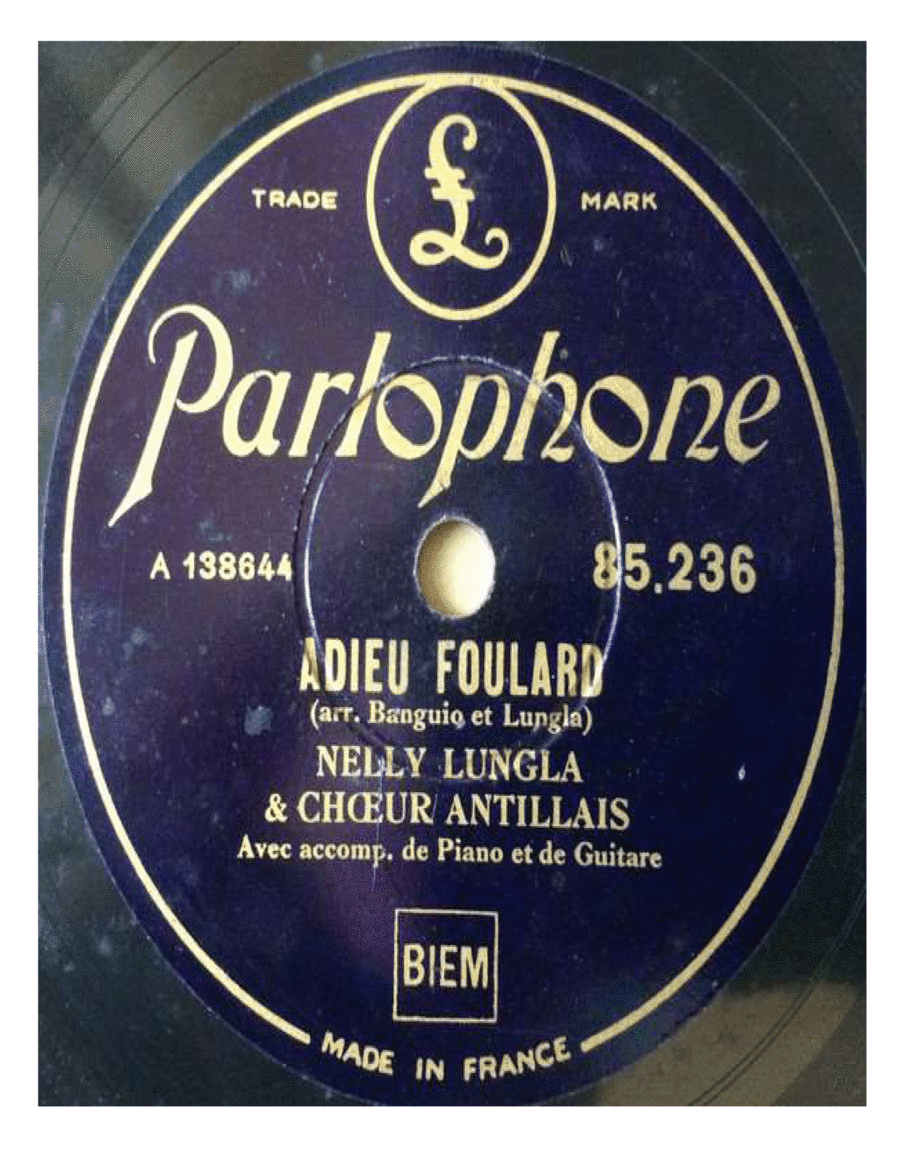 £
TRADE MARK
Parlophone
A 138644 85.236
ADIEU FOULARD
(arr. Banguio et Lungla)
NELLY LUNGLA
& CHŒUR ANTILLAIS
Avec accomp. de Piano et de Guitare
BIEM
MADE IN FRANCE